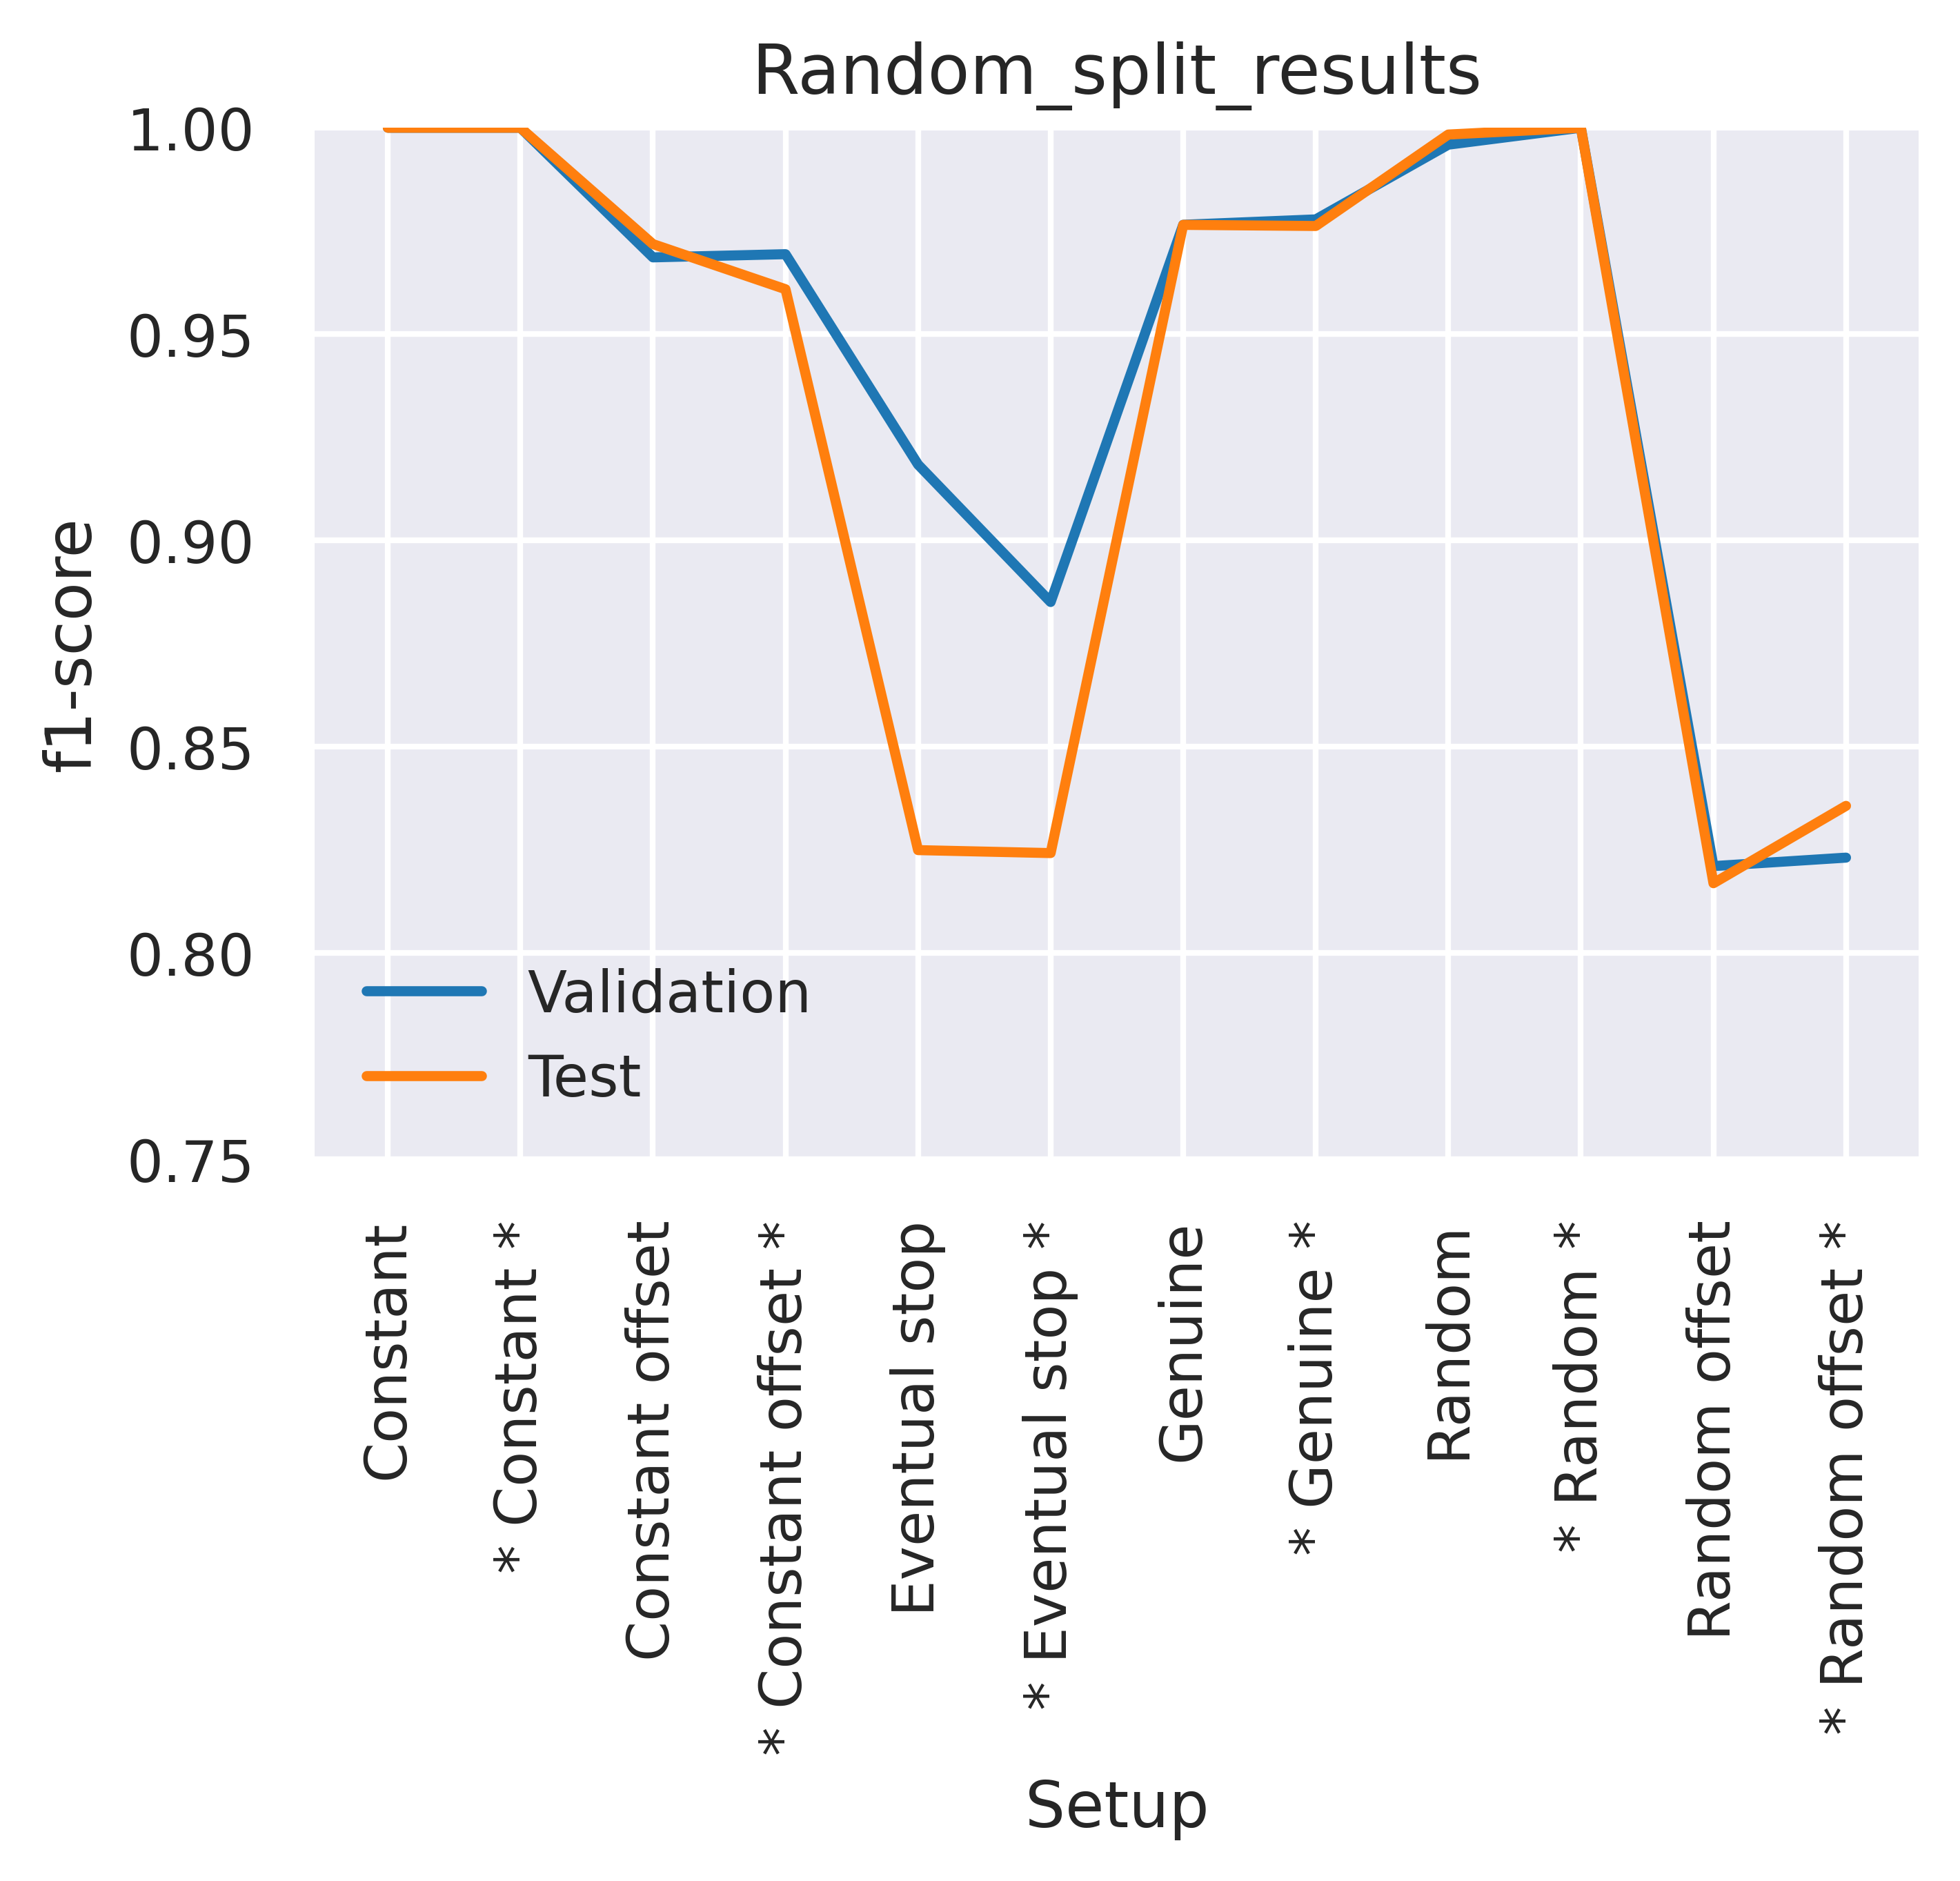 Random_split_results
1.00
0.95
0.90
0.85
0.80
0.75
f1-score
Validation
Test
Constant
* Constant *
Constant offset
* Constant offset *
Eventual stop
* Eventual stop *
Genuine
* Genuine *
Random
* Random *
Random offset
* Random offset *
Setup